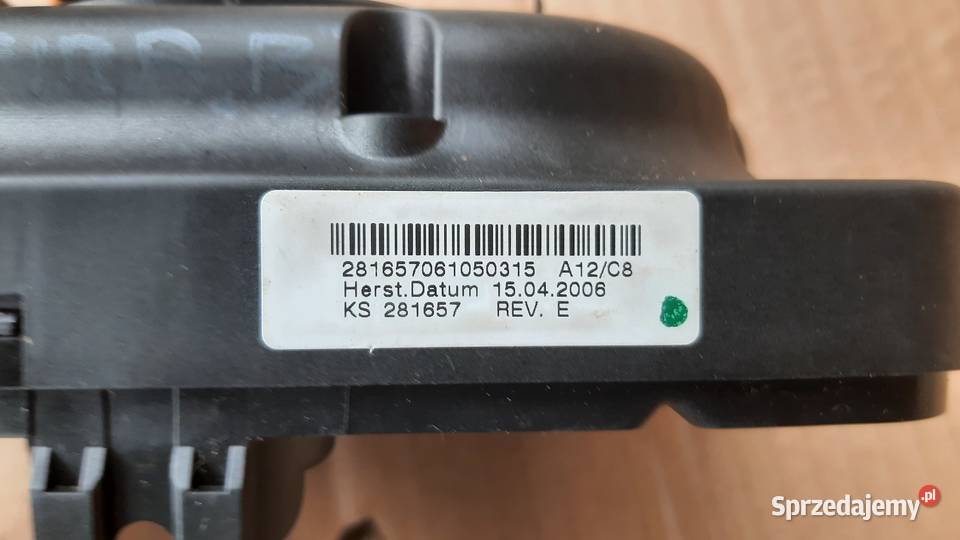 281657061050315 A12/C8
Herst.Datum 15.04.2006
KS 281657 REV. E
Sprzedajemy.pl